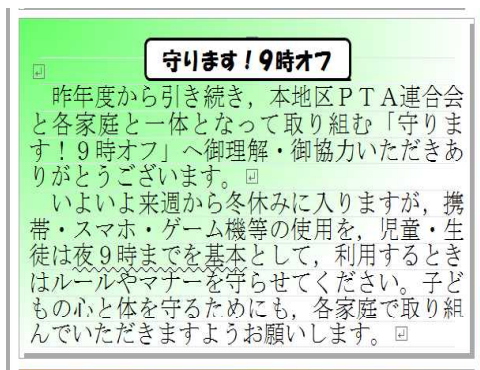 守ります！9時オフ
昨年度から引き続き，本地区ＰＴＡ連合会
と各家庭と一体となって取り組む「守りま
す！９時オフ」へ御理解・御協力いただきあ
りがとうございます。
いよいよ来週から冬休みに入りますが，携
帯・スマホ・ゲーム機等の使用を，児童・生
徒は夜９時までを基本として，利用するとき
はルールやマナーを守らせてください。子ど
もの心と体を守るためにも，各家庭で取り組
んでいただきますようお願いします。